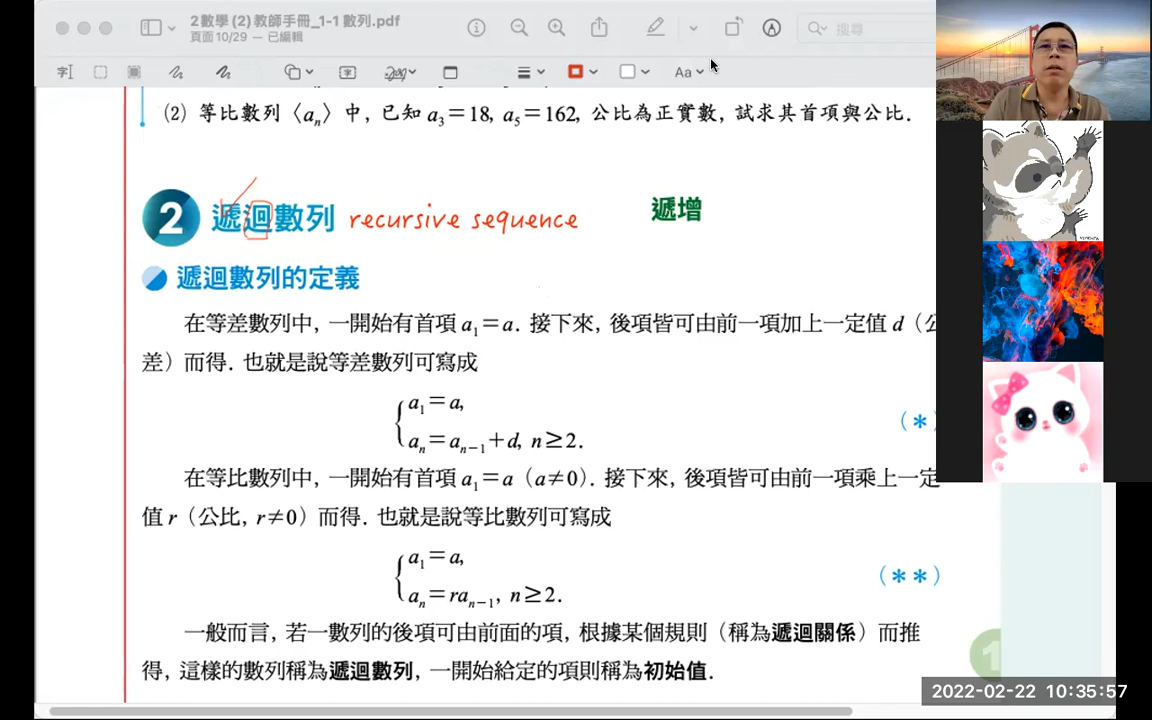 2數學 (2) 教師手冊_1-1 數列.pdf
頁面 10/29 — 已編輯
搜尋
Aa
(2) 等比數列〈aₙ〉中, 已知 a₃=18, a₅=162, 公比為正實數, 試求其首項與公比.
2 遞迴數列 recursive sequence 遞增
遞迴數列的定義
在等差數列中, 一開始有首項 a₁=a. 接下來, 後項皆可由前一項加上一定值 d (公
差) 而得. 也就是說等差數列可寫成
a₁=a,
(*)
aₙ=aₙ₋₁+d, n≥2.
在等比數列中, 一開始有首項 a₁=a (a≠0). 接下來, 後項皆可由前一項乘上一定
值 r (公比, r≠0) 而得. 也就是說等比數列可寫成
a₁=a,
(**)
aₙ=raₙ₋₁, n≥2.
一般而言, 若一數列的後項可由前面的項, 根據某個規則 (稱為遞迴關係) 而推
得, 這樣的數列稱為遞迴數列, 一開始給定的項則稱為初始值.
2022-02-22 10:35:57